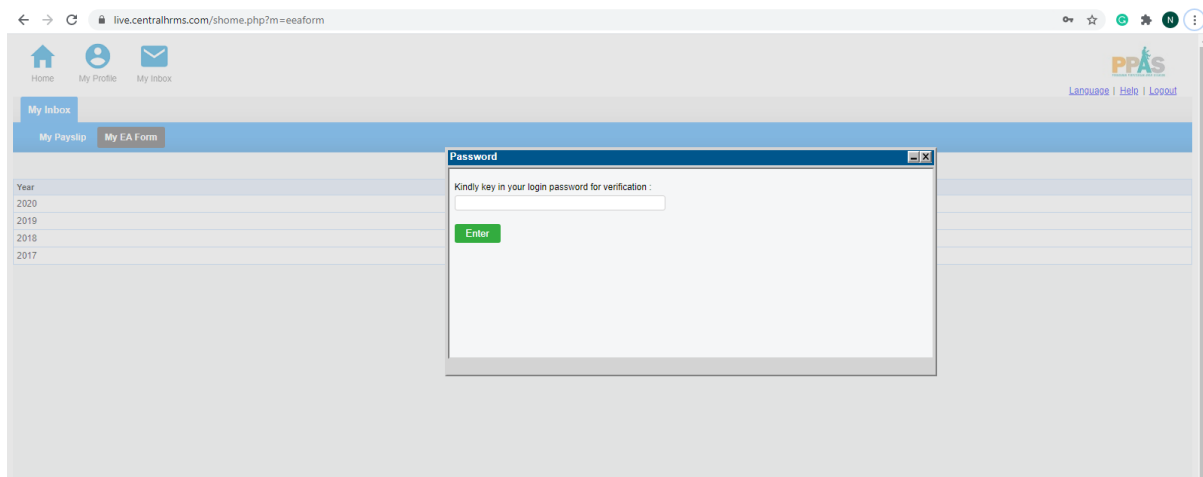 live.centralhrms.com/shome.php?m=eeaform
N
Home My Profile My Inbox
PPAS
Language | Help | Logout
My Inbox
My Payslip My EA Form
Password
Kindly key in your login password for verification :
Enter
Year
2020
2019
2018
2017